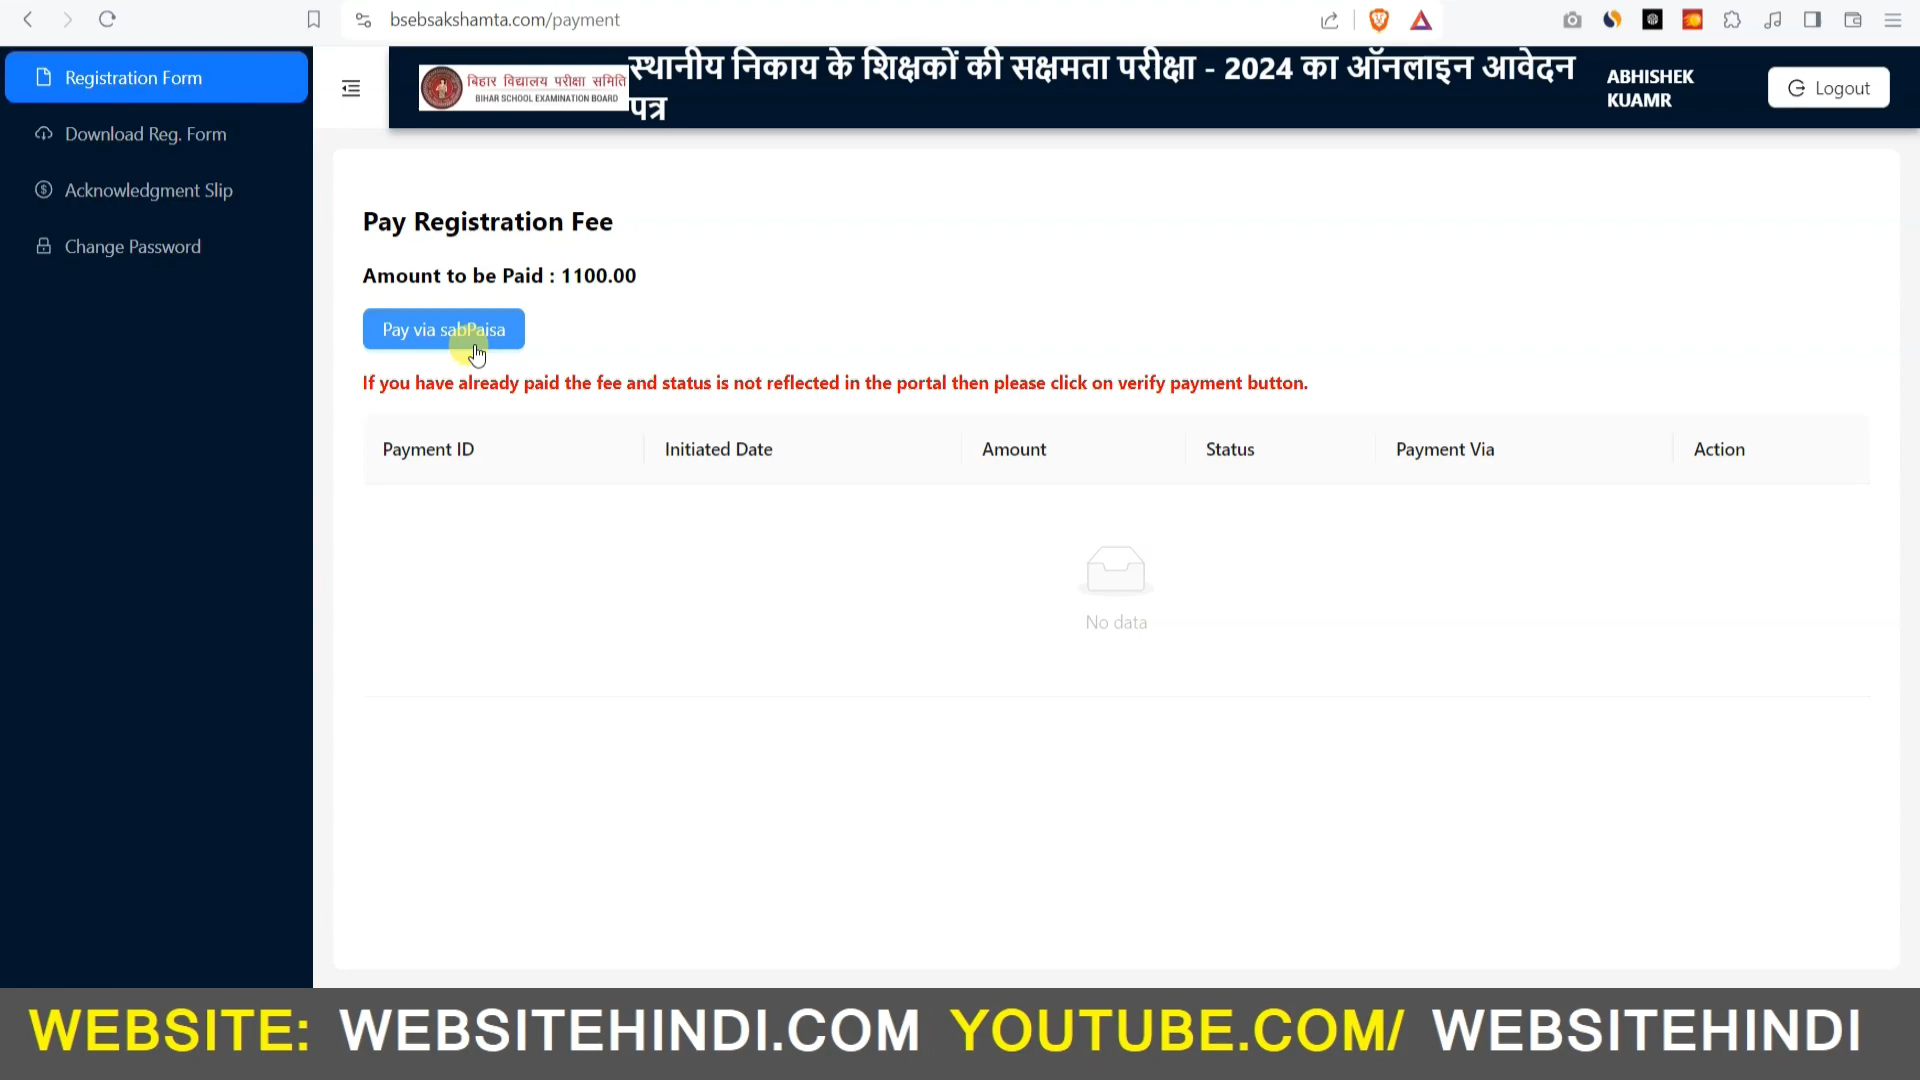 bsebsakshamta.com/payment
Registration Form
Download Reg. Form
Acknowledgment Slip
Change Password
बिहार विद्यालय परीक्षा समिति
BIHAR SCHOOL EXAMINATION BOARD
स्थानीय निकाय के शिक्षकों की सक्षमता परीक्षा - 2024 का ऑनलाइन आवेदन
पत्र
ABHISHEK
KUAMR
Logout
Pay Registration Fee
Amount to be Paid : 1100.00
Pay via sabPaisa
If you have already paid the fee and status is not reflected in the portal then please click on verify payment button.
Payment ID Initiated Date Amount Status Payment Via Action
No data
WEBSITE: WEBSITEHINDI.COM YOUTUBE.COM/ WEBSITEHINDI